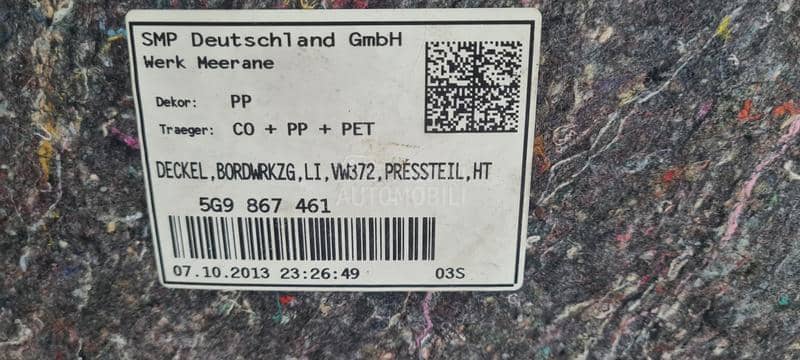 SMP Deutschland GmbH
Werk Meerane
Dekor: PP
Traeger: CO + PP + PET
DECKEL,BORDWRKZG,LI,VW372,PRESSTEIL,HT
AUTOMOBILI
5G9 867 461
07.10.2013 23:26:49 03S